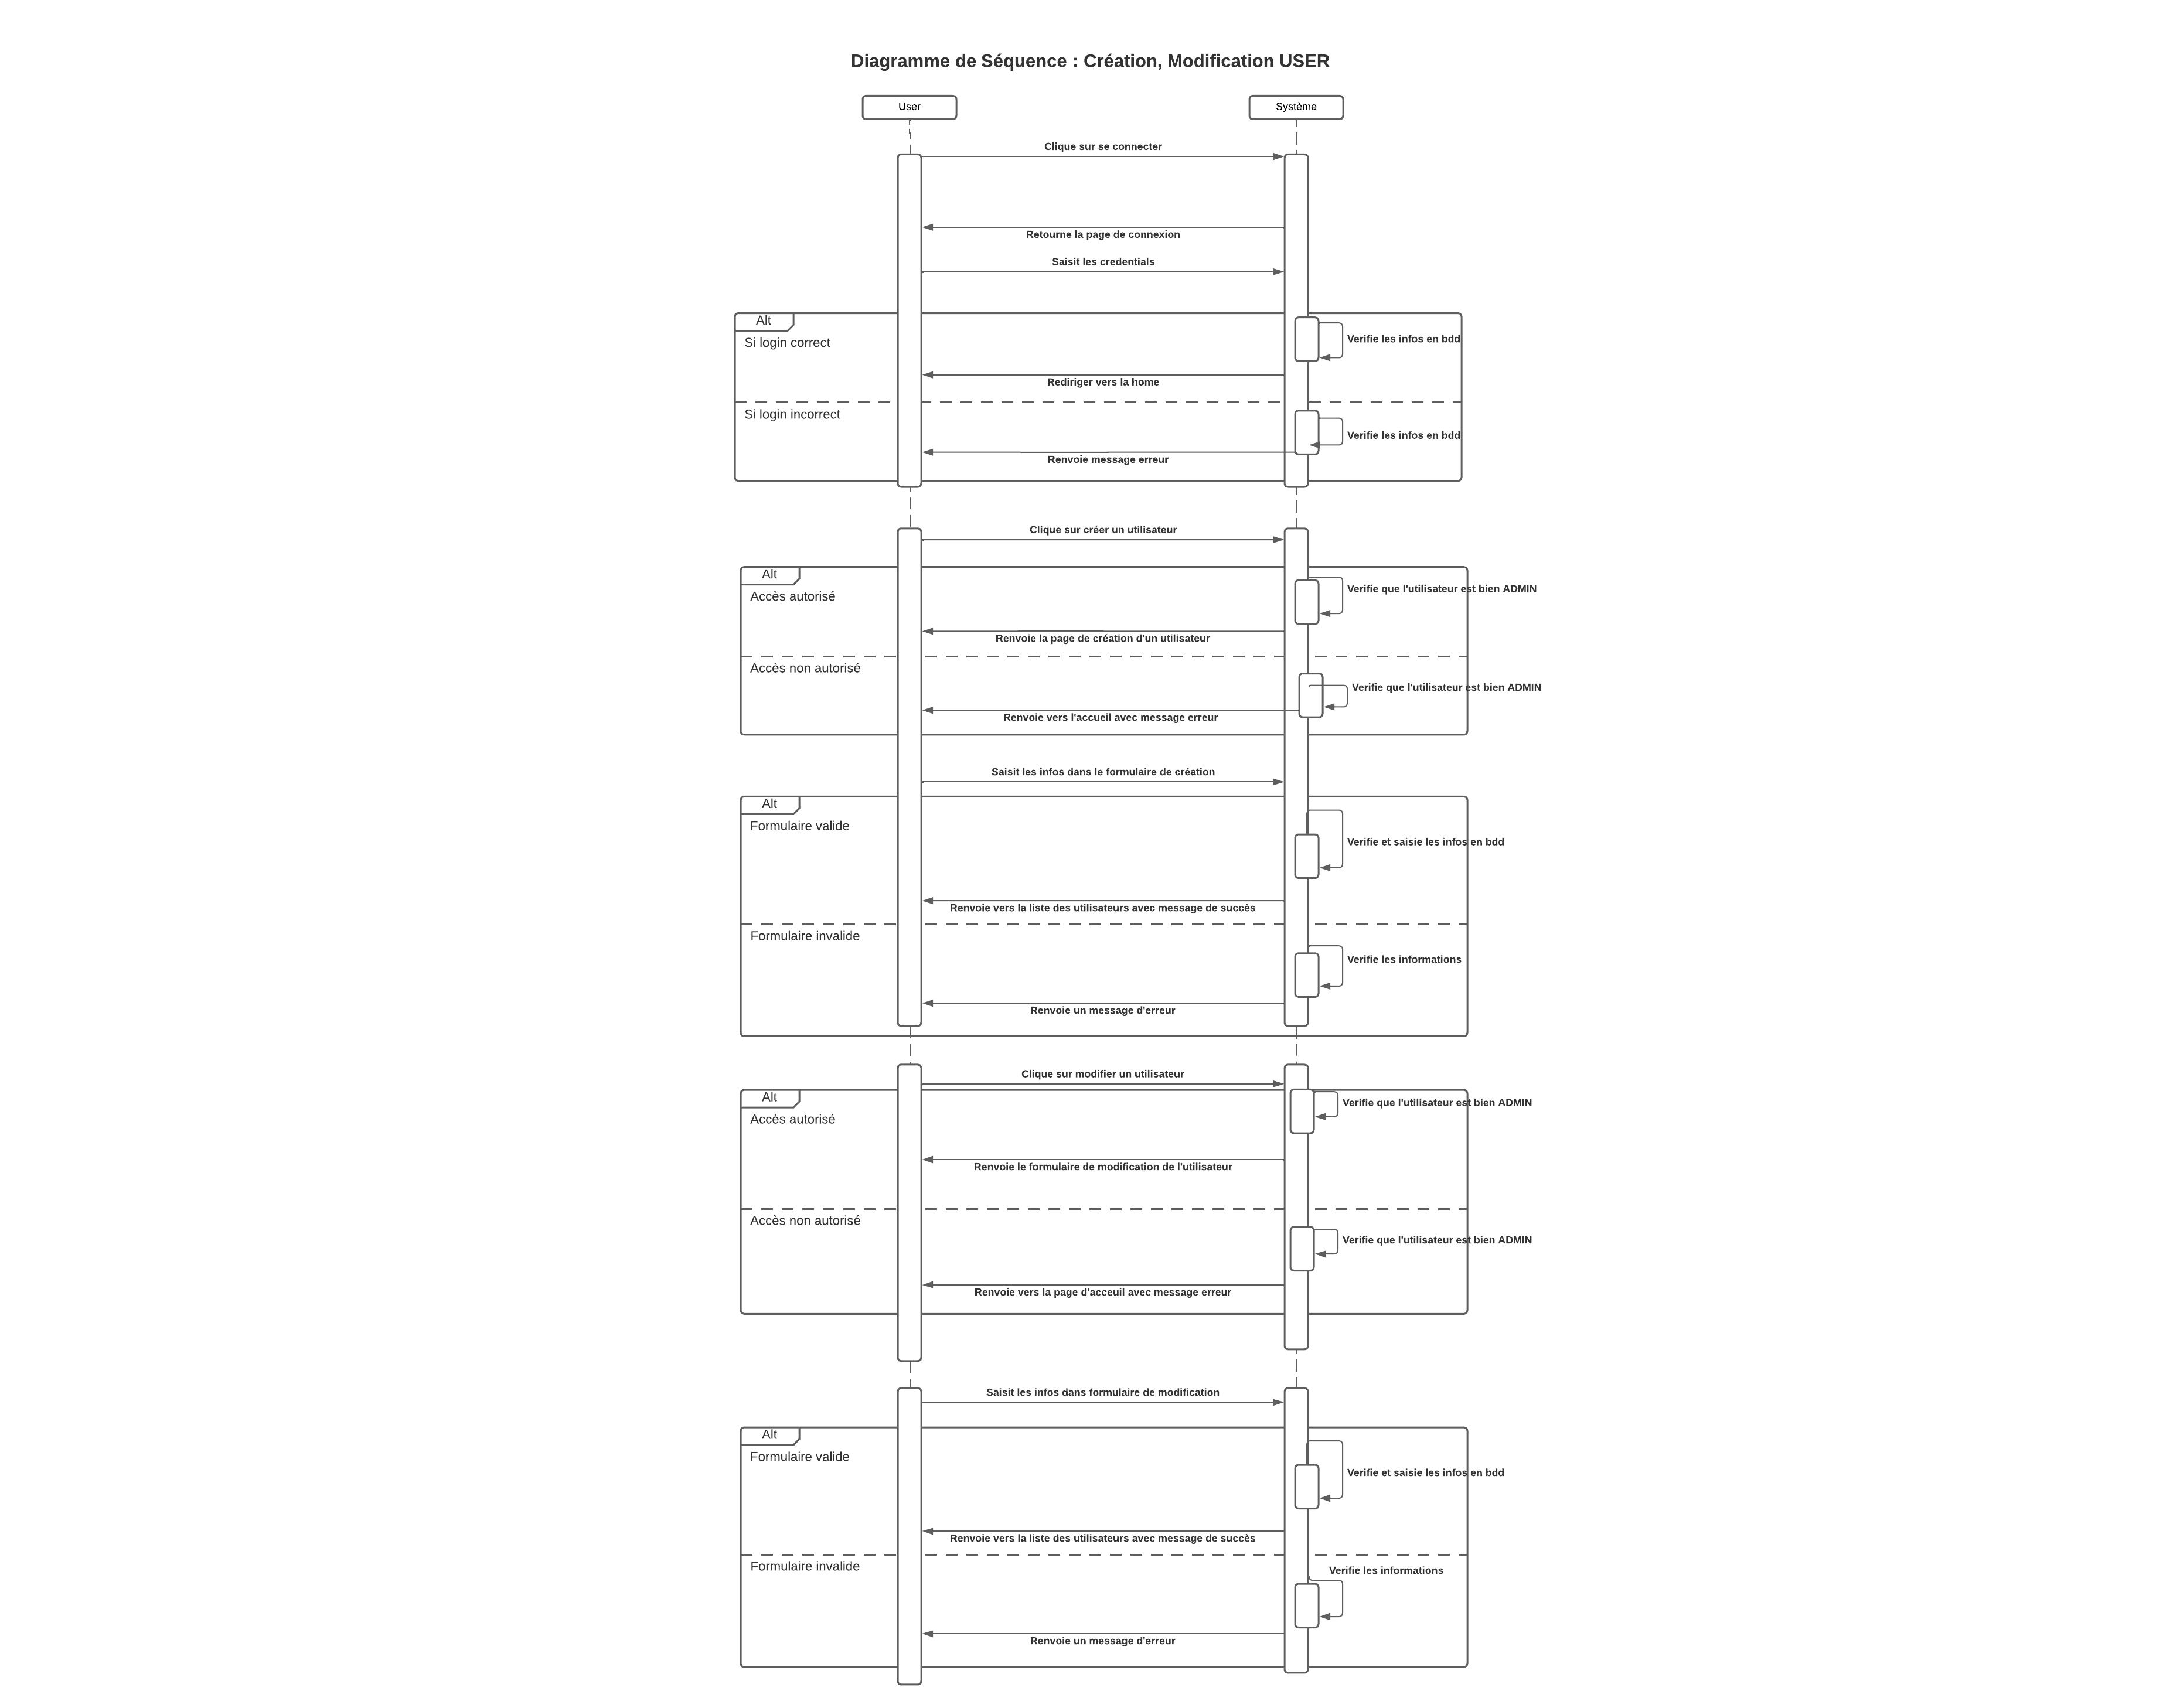 Diagramme de Séquence : Création, Modification USER
User
Système
Clique sur se connecter
Retourne la page de connexion
Saisit les credentials
Alt
Si login correct
Verifie les infos en bdd
Rediriger vers la home
Si login incorrect
Verifie les infos en bdd
Renvoie message erreur
Clique sur créer un utilisateur
Alt
Accès autorisé
Verifie que l'utilisateur est bien ADMIN
Renvoie la page de création d'un utilisateur
Accès non autorisé
Verifie que l'utilisateur est bien ADMIN
Renvoie vers l'accueil avec message erreur
Saisit les infos dans le formulaire de création
Alt
Formulaire valide
Verifie et saisie les infos en bdd
Renvoie vers la liste des utilisateurs avec message de succès
Formulaire invalide
Verifie les informations
Renvoie un message d'erreur
Clique sur modifier un utilisateur
Alt
Verifie que l'utilisateur est bien ADMIN
Accès autorisé
Renvoie le formulaire de modification de l'utilisateur
Accès non autorisé
Verifie que l'utilisateur est bien ADMIN
Renvoie vers la page d'acceuil avec message erreur
Saisit les infos dans formulaire de modification
Alt
Formulaire valide
Verifie et saisie les infos en bdd
Renvoie vers la liste des utilisateurs avec message de succès
Formulaire invalide
Verifie les informations
Renvoie un message d'erreur